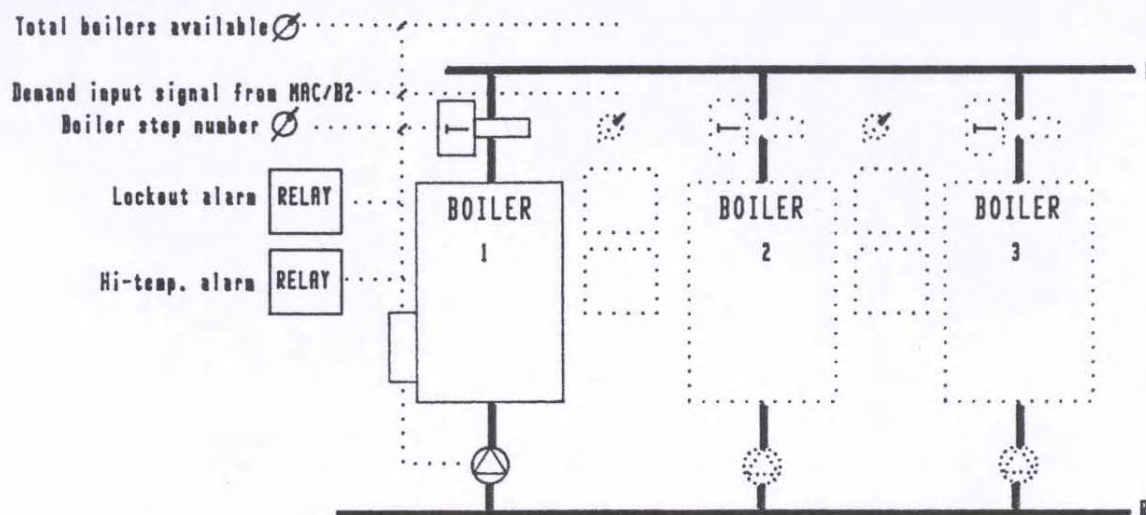 Total boilers available
Demand input signal from MAC/B2
Boiler step number
Lockout alarm RELAY
Hi-temp. alarm RELAY
BOILER
1
BOILER
2
BOILER
3